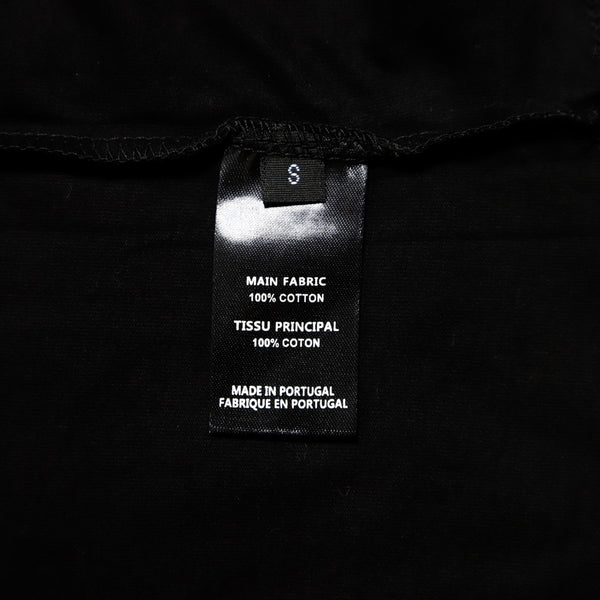 S
MAIN FABRIC
100% COTTON
TISSU PRINCIPAL
100% COTON
MADE IN PORTUGAL
FABRIQUE EN PORTUGAL